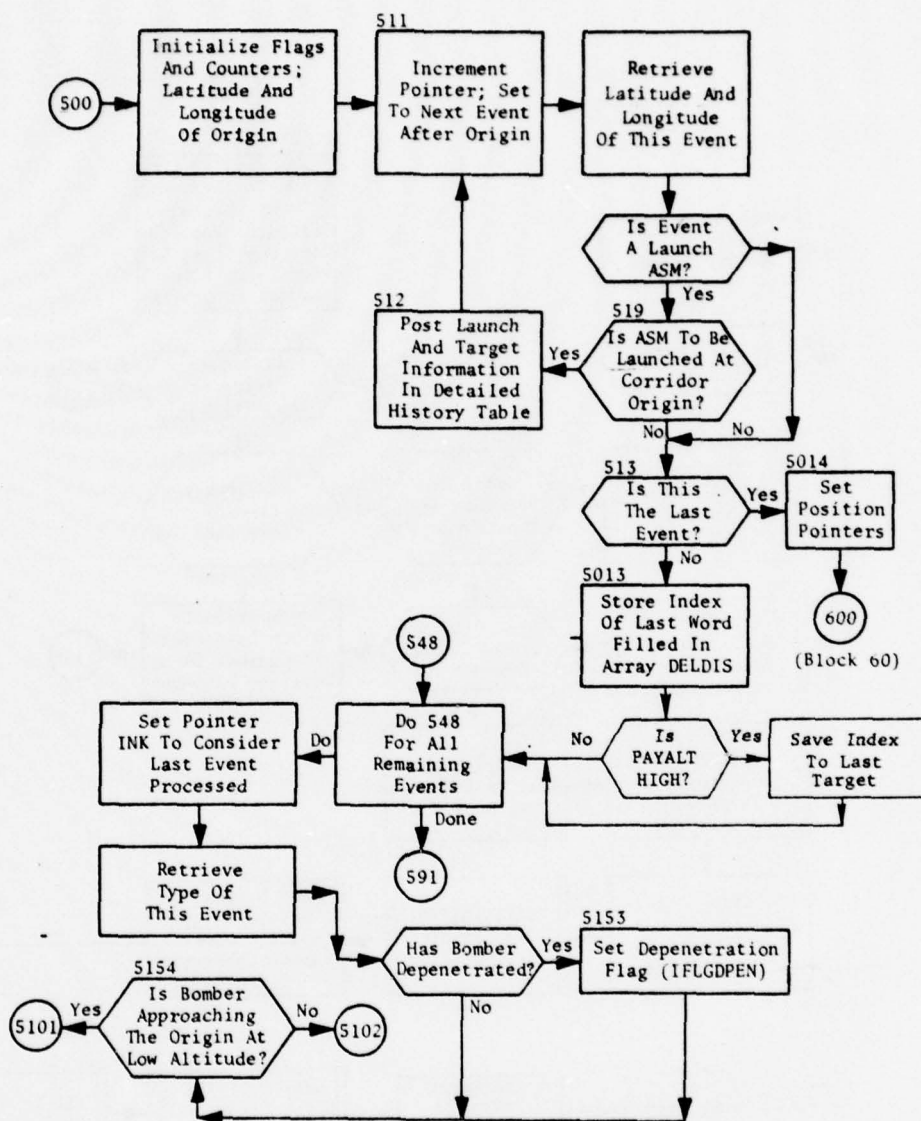 500
Initialize Flags
And Counters;
Latitude And
Longitude
Of Origin
511
Increment
Pointer; Set
To Next Event
After Origin
Retrieve
Latitude And
Longitude
Of This Event
Is Event
A Launch
ASM?
Yes
No
519
Is ASM To Be
Launched At
Corridor
Origin?
Yes
No
512
Post Launch
And Target
Information
In Detailed
History Table
513
Is This
The Last
Event?
Yes
No
5014
Set
Position
Pointers
600
(Block 60)
5013
Store Index
Of Last Word
Filled In
Array DELDIS
Is
PAYALT
HIGH?
Yes
No
Save Index
To Last
Target
548
Do 548
For All
Remaining
Events
Do
Done
591
Set Pointer
INK To Consider
Last Event
Processed
Retrieve
Type Of
This Event
Has Bomber
Depenetrated?
Yes
No
5153
Set Depenetration
Flag (IFLGDPEN)
5154
Is Bomber
Approaching
The Origin At
Low Altitude?
Yes
No
5101
5102